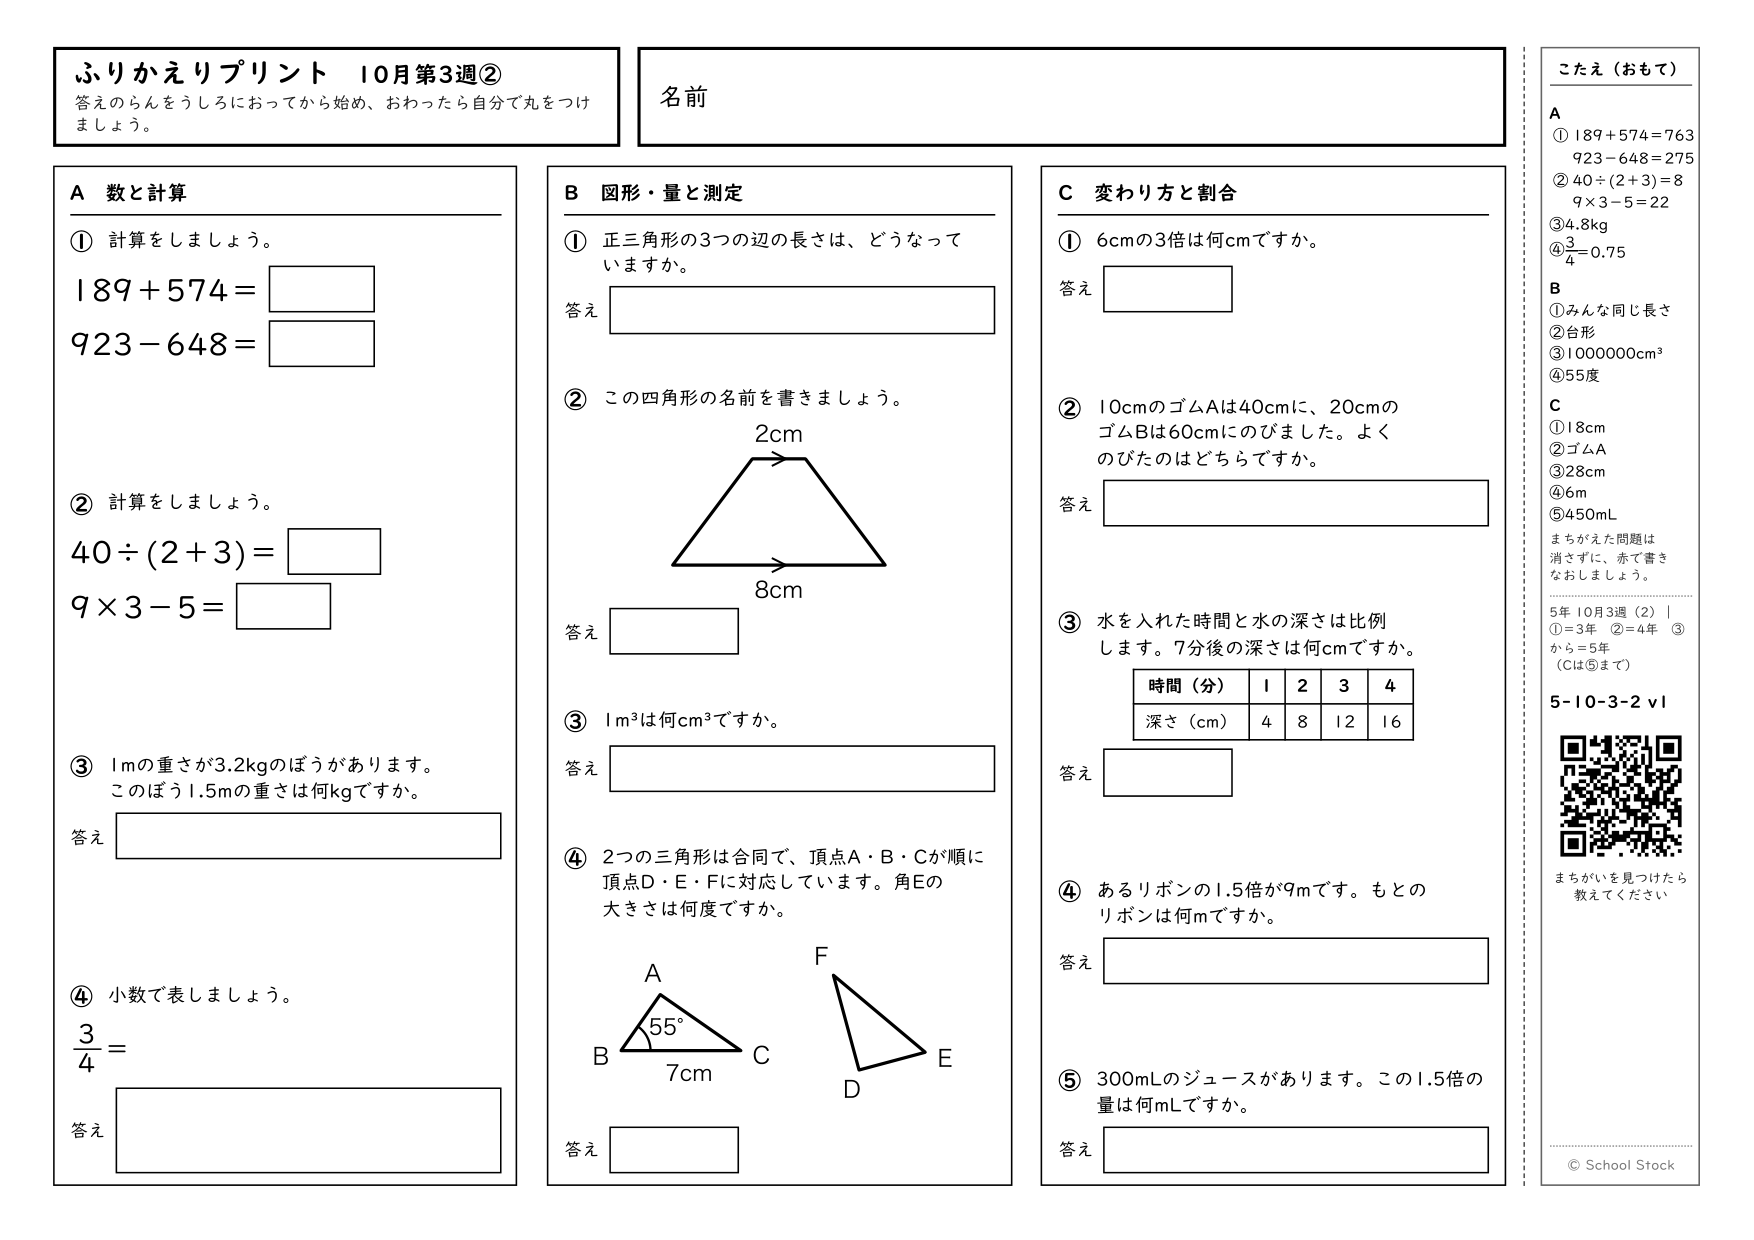 ふりかえりプリント　10月第3週②
答えのらんをうしろにおってから始め、おわったら自分で丸をつけ
ましょう。
名前
A　数と計算
① 計算をしましょう。
189＋574＝
923－648＝
② 計算をしましょう。
40÷(2＋3)＝
9×3－5＝
③ 1mの重さが3.2kgのぼうがあります。
このぼう1.5mの重さは何kgですか。
答え
④ 小数で表しましょう。
3/4＝
答え
B　図形・量と測定
① 正三角形の3つの辺の長さは、どうなって
いますか。
答え
② この四角形の名前を書きましょう。
2cm
8cm
答え
③ 1m³は何cm³ですか。
答え
④ 2つの三角形は合同で、頂点A・B・Cが順に
頂点D・E・Fに対応しています。角Eの
大きさは何度ですか。
F
A
55°
B
C
E
7cm
D
答え
C　変わり方と割合
① 6cmの3倍は何cmですか。
答え
② 10cmのゴムAは40cmに、20cmの
ゴムBは60cmにのびました。よく
のびたのはどちらですか。
答え
③ 水を入れた時間と水の深さは比例
します。7分後の深さは何cmですか。
時間（分） 1 2 3 4
深さ（cm） 4 8 12 16
答え
④ あるリボンの1.5倍が9mです。もとの
リボンは何mですか。
答え
⑤ 300mLのジュースがあります。この1.5倍の
量は何mLですか。
答え
こたえ（おもて）
A
① 189＋574＝763
923－648＝275
② 40÷(2＋3)＝8
9×3－5＝22
③4.8kg
④3/4＝0.75
B
①みんな同じ長さ
②台形
③1000000cm³
④55度
C
①18cm
②ゴムA
③28cm
④6m
⑤450mL
まちがえた問題は
消さずに、赤で書き
なおしましょう。
5年 10月3週（2）｜
①＝3年　②＝4年　③
から＝5年
（Cは⑤まで）
5-10-3-2 v1
まちがいを見つけたら
教えてください
© School Stock